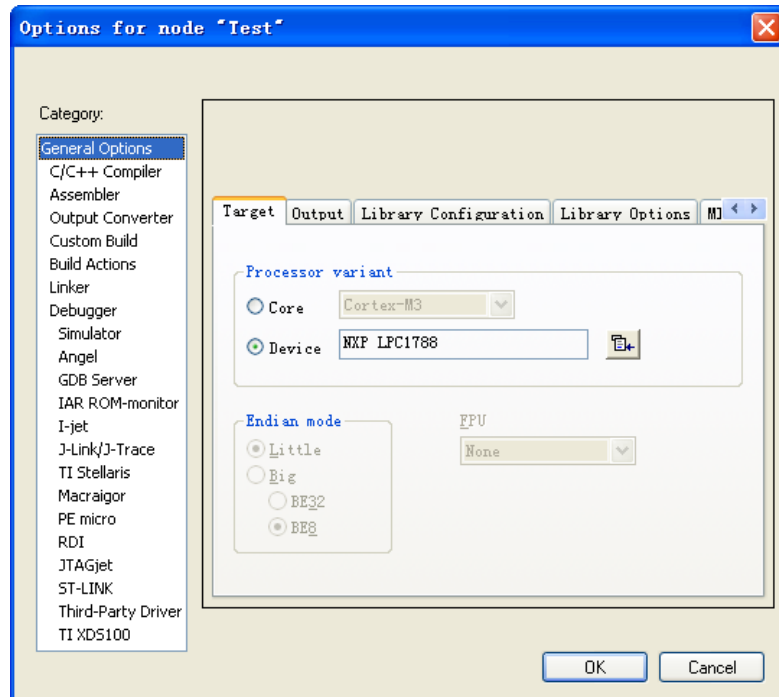 Options for node "Test"
Category:
General Options
C/C++ Compiler
Assembler
Output Converter
Custom Build
Build Actions
Linker
Debugger
Simulator
Angel
GDB Server
IAR ROM-monitor
I-jet
J-Link/J-Trace
TI Stellaris
Macraigor
PE micro
RDI
JTAGjet
ST-LINK
Third-Party Driver
TI XDS100
Target Output Library Configuration Library Options
Processor variant
Core Cortex-M3
Device NXP LPC1788
Endian mode
Little
Big
BE32
BE8
FPU
None
OK Cancel